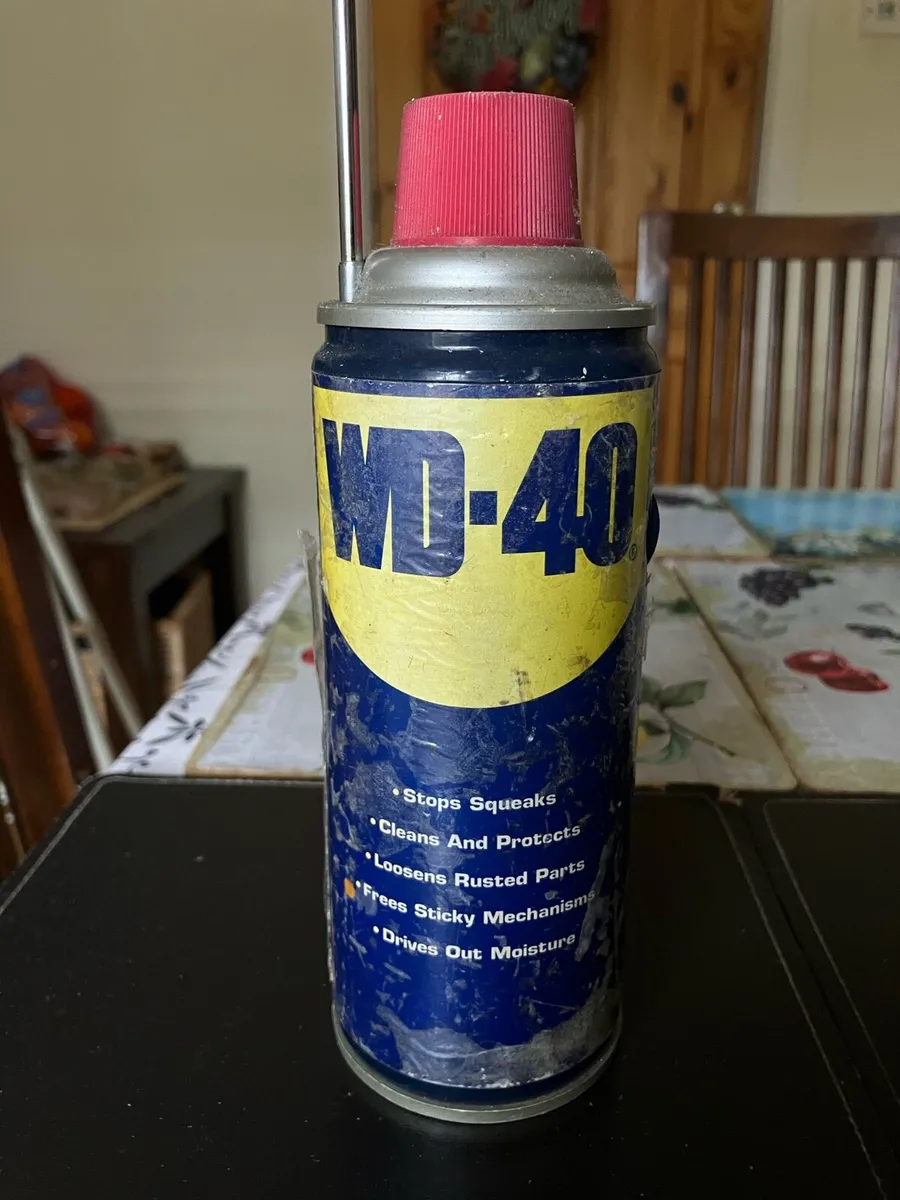 WD-40®
•Stops Squeaks
•Cleans And Protects
•Loosens Rusted Parts
•Frees Sticky Mechanisms
•Drives Out Moisture